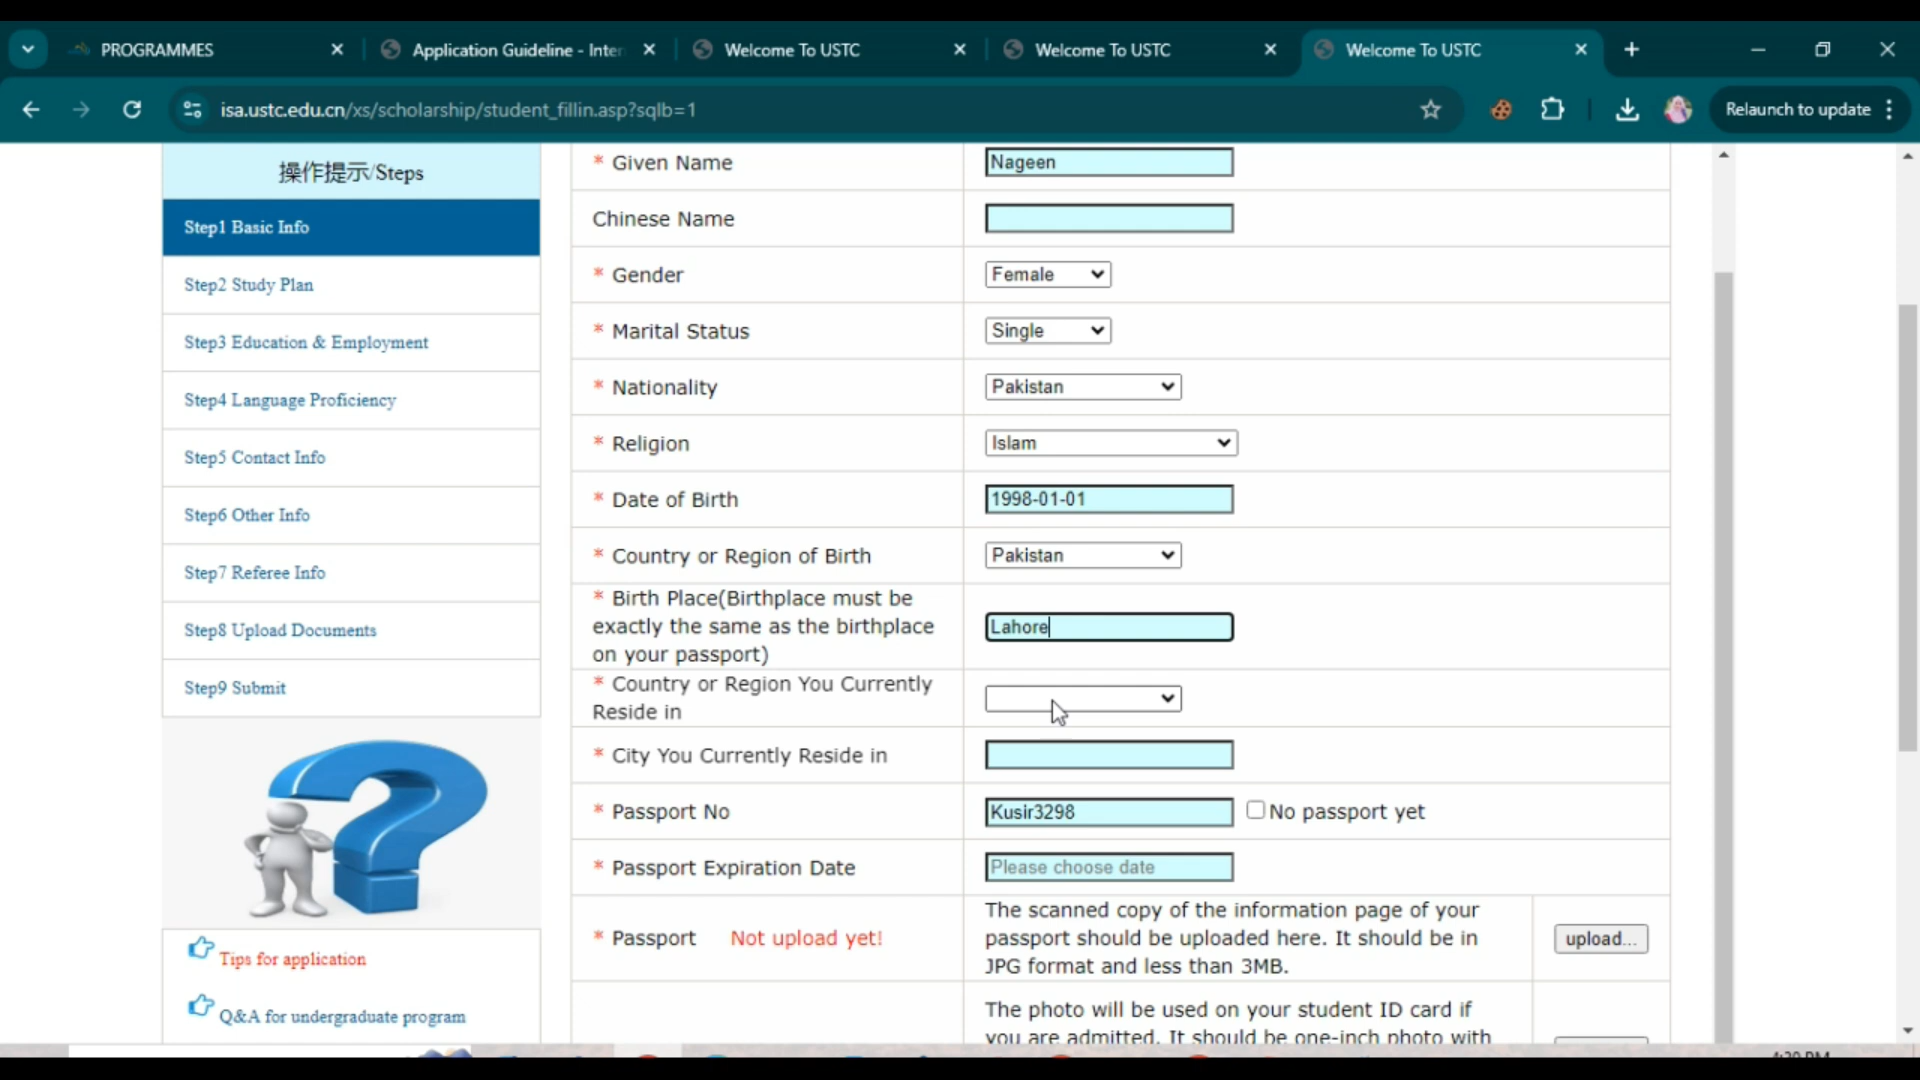 PROGRAMMES
Application Guideline - Inter
Welcome To USTC
Welcome To USTC
Welcome To USTC
isa.ustc.edu.cn/xs/scholarship/student_fillin.asp?sqlb=1
Relaunch to update
操作提示/Steps
Step1 Basic Info
Step2 Study Plan
Step3 Education & Employment
Step4 Language Proficiency
Step5 Contact Info
Step6 Other Info
Step7 Referee Info
Step8 Upload Documents
Step9 Submit
Tips for application
Q&A for undergraduate program
* Given Name
Nageen
Chinese Name
* Gender
Female
* Marital Status
Single
* Nationality
Pakistan
* Religion
Islam
* Date of Birth
1998-01-01
* Country or Region of Birth
Pakistan
* Birth Place(Birthplace must be
exactly the same as the birthplace
on your passport)
Lahore
* Country or Region You Currently
Reside in
* City You Currently Reside in
* Passport No
Kusir3298
No passport yet
* Passport Expiration Date
Please choose date
* Passport Not upload yet!
The scanned copy of the information page of your
passport should be uploaded here. It should be in
JPG format and less than 3MB.
upload...
The photo will be used on your student ID card if
you are admitted. It should be one-inch photo with